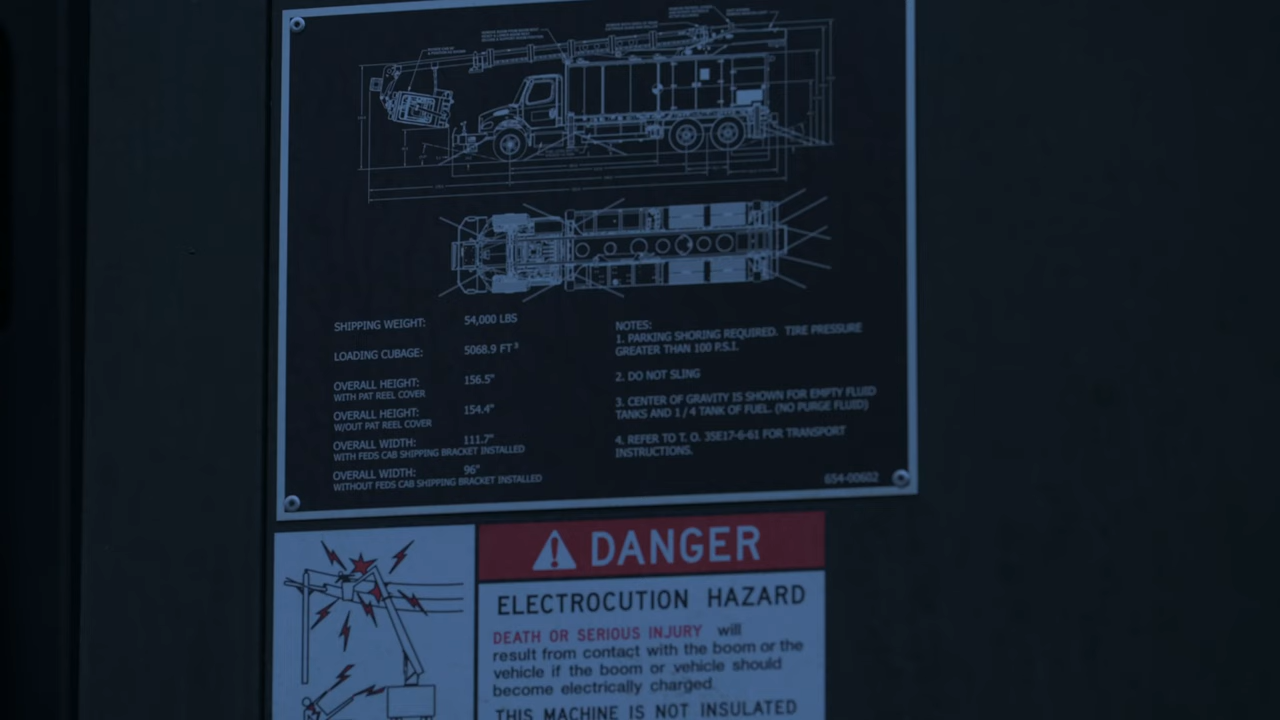 SHIPPING WEIGHT: 54,000 LBS
LOADING CUBAGE: 5068.9 FT³
OVERALL HEIGHT: 156.5"
WITH PAT REEL COVER
OVERALL HEIGHT: 154.4"
W/OUT PAT REEL COVER
OVERALL WIDTH: 111.7"
WITH FEDS CAB SHIPPING BRACKET INSTALLED
OVERALL WIDTH: 96"
WITHOUT FEDS CAB SHIPPING BRACKET INSTALLED
NOTES:
1. PARKING SHORING REQUIRED. TIRE PRESSURE
GREATER THAN 100 P.S.I.
2. DO NOT SLING
3. CENTER OF GRAVITY IS SHOWN FOR EMPTY FLUID
TANKS AND 1/4 TANK OF FUEL. (NO PURGE FLUID)
4. REFER TO T. O. 35E17-6-61 FOR TRANSPORT
INSTRUCTIONS.
654-00602
DANGER
ELECTROCUTION HAZARD
DEATH OR SERIOUS INJURY will
result from contact with the boom or the
vehicle if the boom or vehicle should
become electrically charged.
THIS MACHINE IS NOT INSULATED